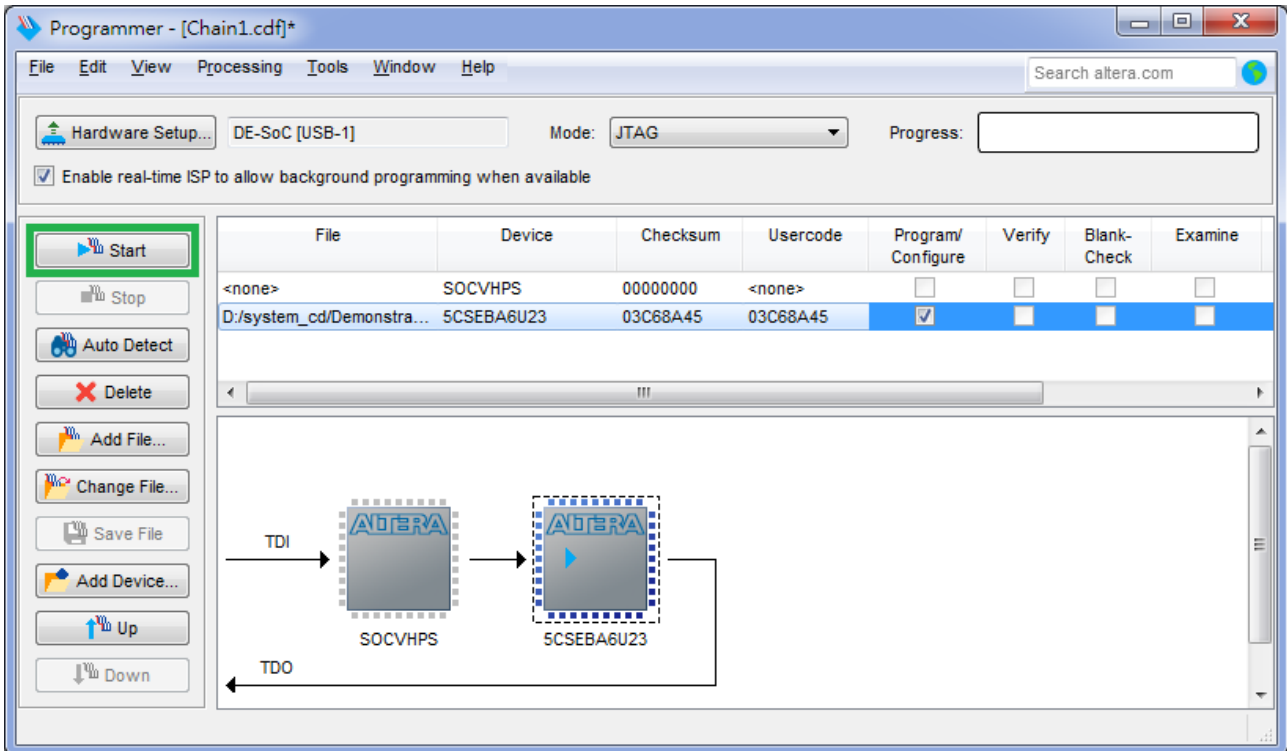 Programmer - [Chain1.cdf]*
File Edit View Processing Tools Window Help Search altera.com
Hardware Setup... DE-SoC [USB-1] Mode: JTAG Progress:
Enable real-time ISP to allow background programming when available
Start
Stop
Auto Detect
Delete
Add File...
Change File...
Save File
Add Device...
Up
Down
File Device Checksum Usercode Program/ Verify Blank- Examine
Configure Check
<none> SOCVHPS 00000000 <none>
D:/system_cd/Demonstra... 5CSEBA6U23 03C68A45 03C68A45
TDI
ALTERA ALTERA
SOCVHPS 5CSEBA6U23
TDO